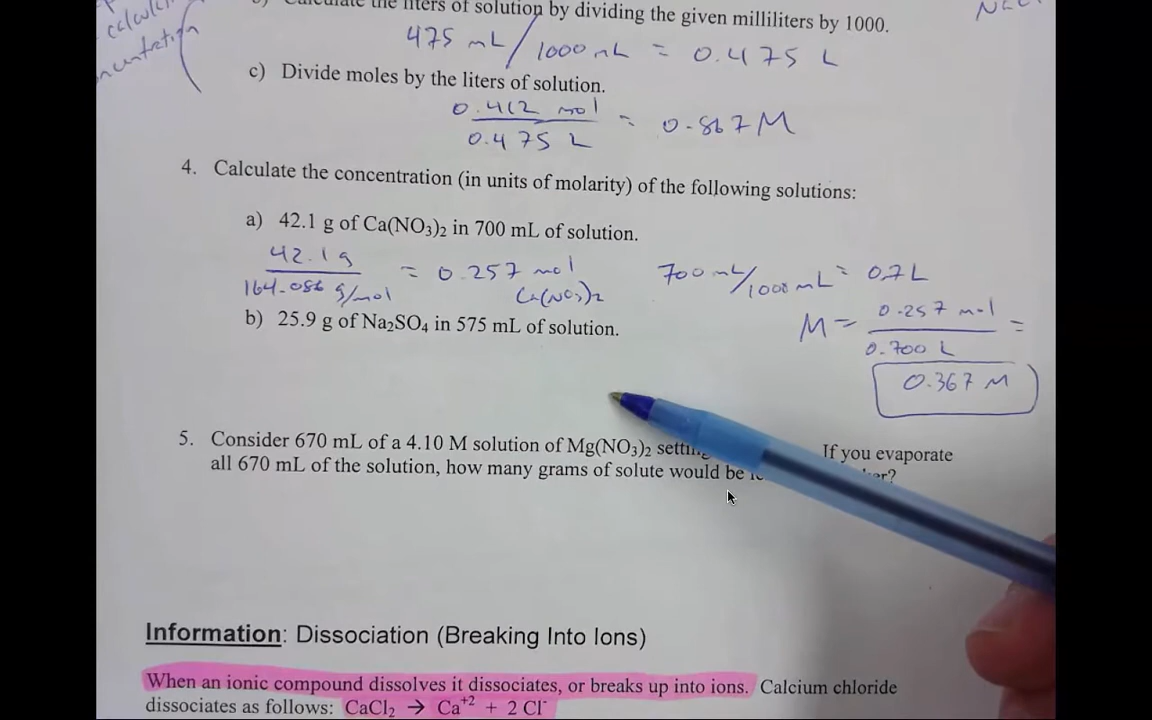 the liters of solution by dividing the given milliliters by 1000.
475 mL / 1000 mL = 0.475 L
c) Divide moles by the liters of solution.
0.412 mol
= 0.867 M
0.475 L
4. Calculate the concentration (in units of molarity) of the following solutions:
a) 42.1 g of Ca(NO₃)₂ in 700 mL of solution.
42.1 g
= 0.257 mol
164.086 g/mol
Ca(NO₃)₂
700 mL/1000 mL = 0.7 L
b) 25.9 g of Na₂SO₄ in 575 mL of solution.
M = 0.257 mol =
0.700 L
0.367 M
5. Consider 670 mL of a 4.10 M solution of Mg(NO₃)₂ If you evaporate
all 670 mL of the solution, how many grams of solute would be
Information: Dissociation (Breaking Into Ions)
When an ionic compound dissolves it dissociates, or breaks up into ions. Calcium chloride
dissociates as follows: CaCl₂ → Ca⁺² + 2 Cl⁻